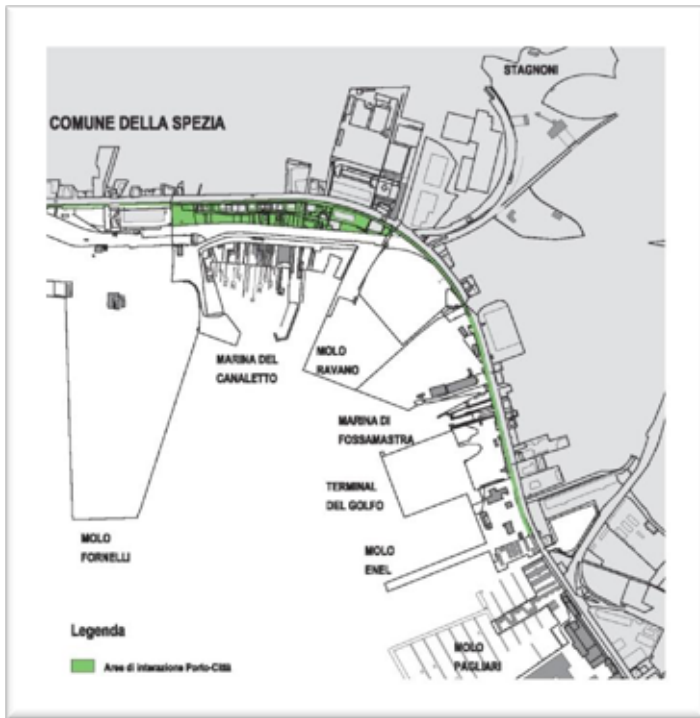 STAGNONI
COMUNE DELLA SPEZIA
MARINA DEL
CANALETTO
MOLO
RAVANO
MARINA DI
FOSSAMASTRA
TERMINAL
DEL GOLFO
MOLO
FORNELLI
MOLO
ENEL
MOLO
PAGLIARI
Legenda
Aree di interazione Porto-Città